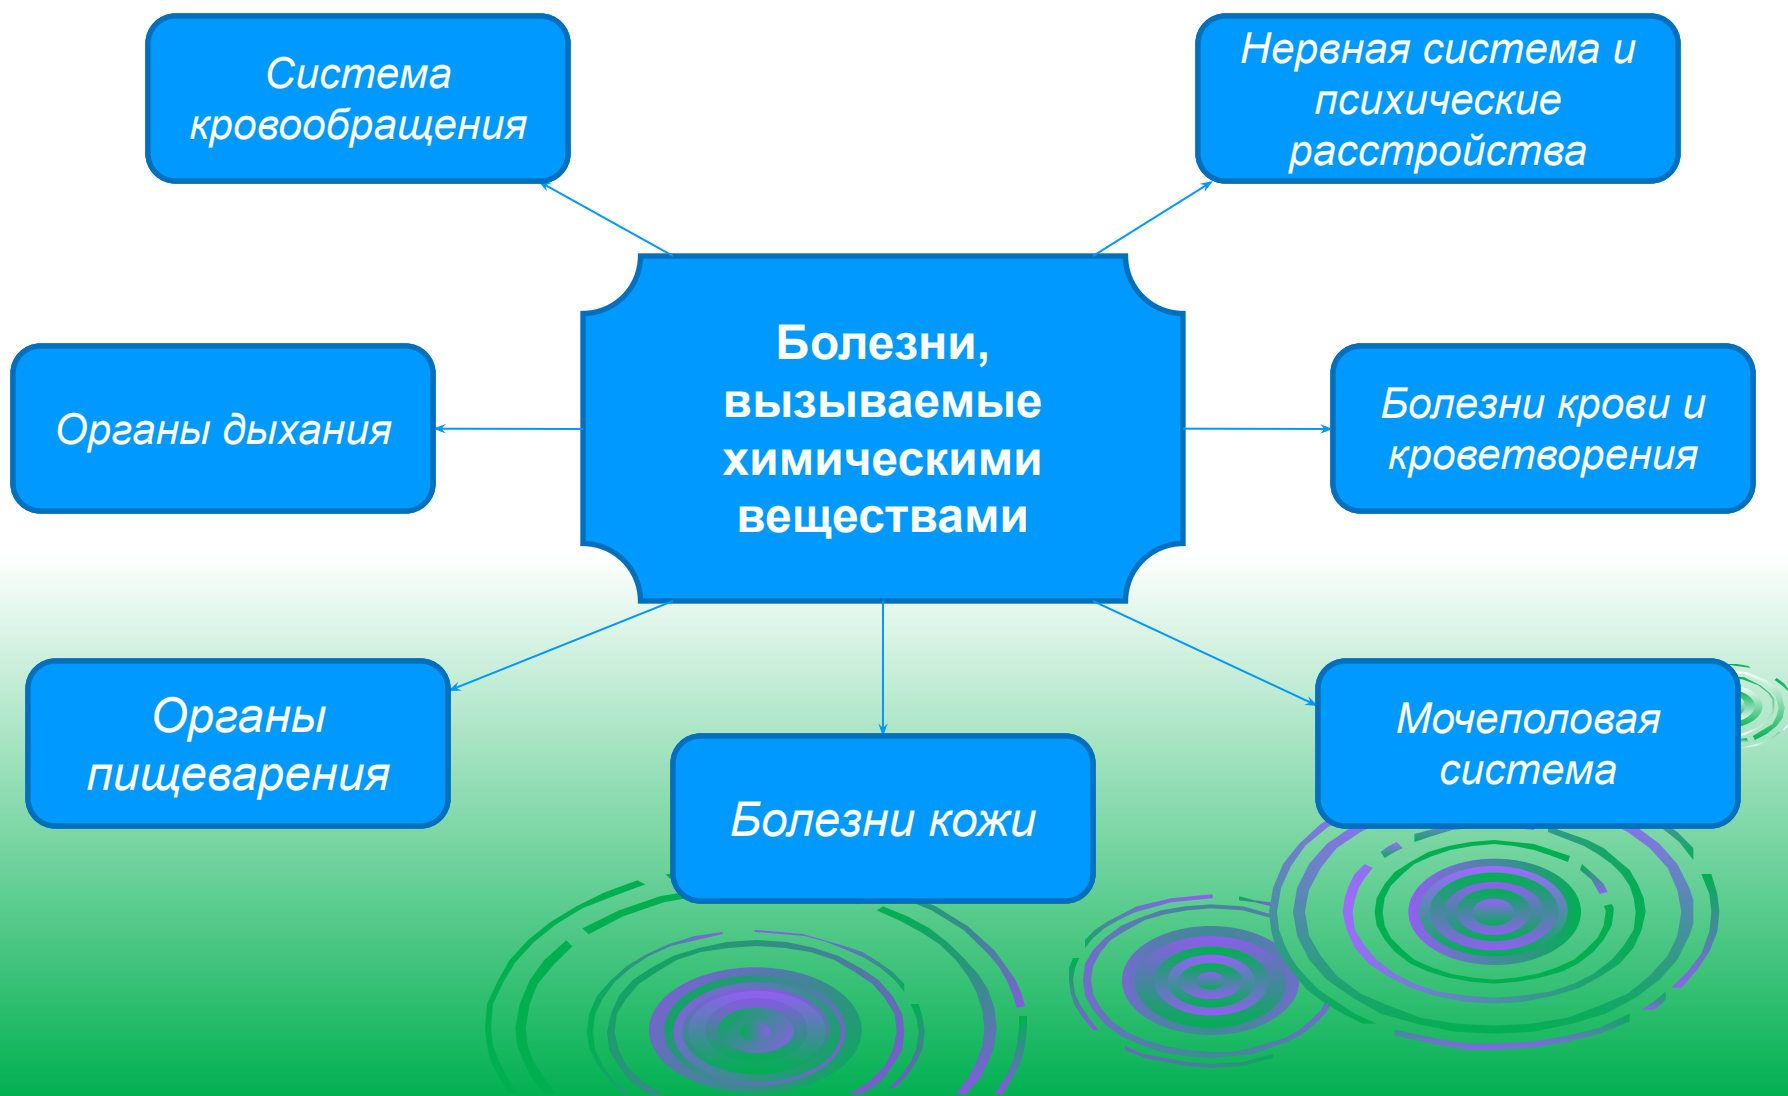 Система
кровообращения
Нервная система и
психические
расстройства
Болезни,
вызываемые
химическими
веществами
Органы дыхания
Болезни крови и
кроветворения
Органы
пищеварения
Болезни кожи
Мочеполовая
система